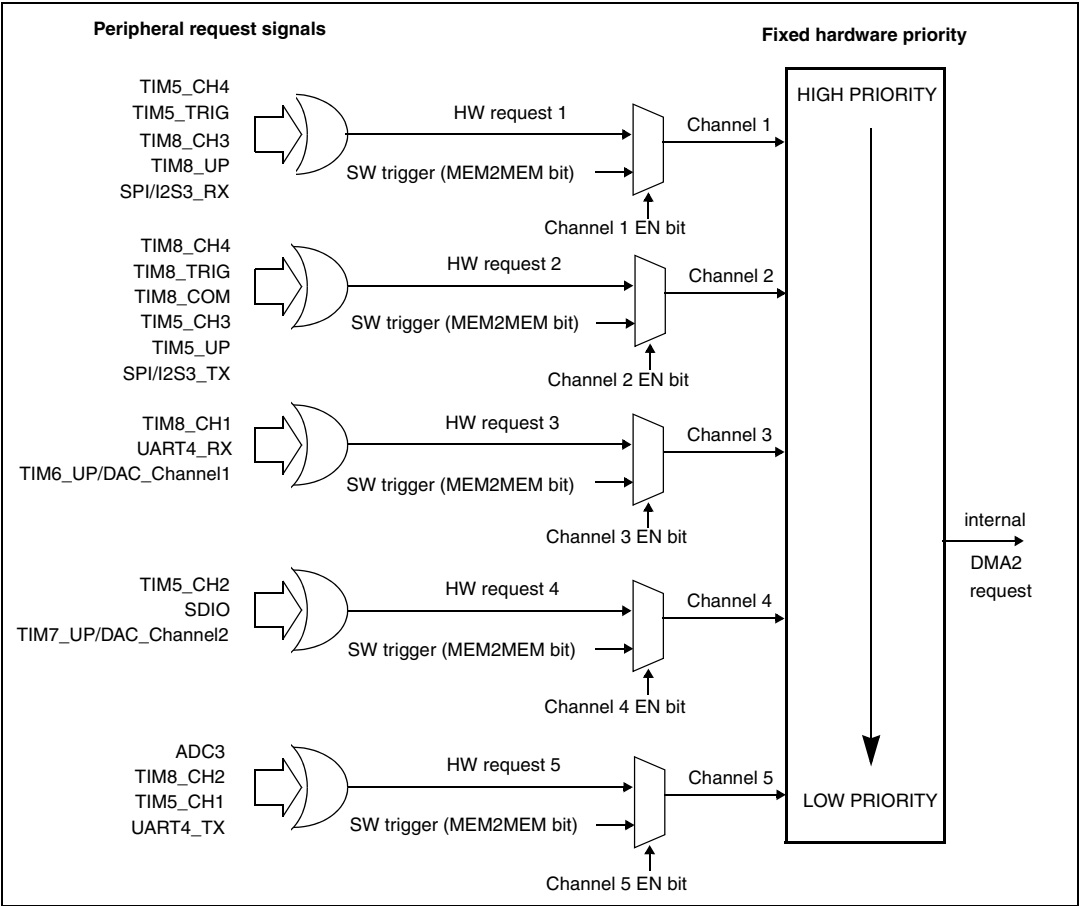 Peripheral request signals
Fixed hardware priority
TIM5_CH4
TIM5_TRIG
TIM8_CH3
TIM8_UP
SPI/I2S3_RX
HW request 1
SW trigger (MEM2MEM bit)
Channel 1
Channel 1 EN bit
HIGH PRIORITY
TIM8_CH4
TIM8_TRIG
TIM8_COM
TIM5_CH3
TIM5_UP
SPI/I2S3_TX
HW request 2
SW trigger (MEM2MEM bit)
Channel 2
Channel 2 EN bit
TIM8_CH1
UART4_RX
TIM6_UP/DAC_Channel1
HW request 3
SW trigger (MEM2MEM bit)
Channel 3
Channel 3 EN bit
internal
DMA2
request
TIM5_CH2
SDIO
TIM7_UP/DAC_Channel2
HW request 4
SW trigger (MEM2MEM bit)
Channel 4
Channel 4 EN bit
ADC3
TIM8_CH2
TIM5_CH1
UART4_TX
HW request 5
SW trigger (MEM2MEM bit)
Channel 5
Channel 5 EN bit
LOW PRIORITY